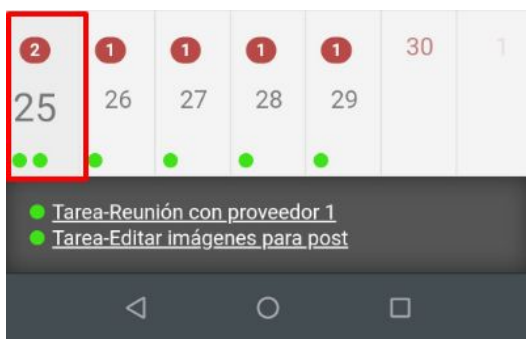 2 1 1 1 1 30 1
25 26 27 28 29
Tarea-Reunión con proveedor 1
Tarea-Editar imágenes para post